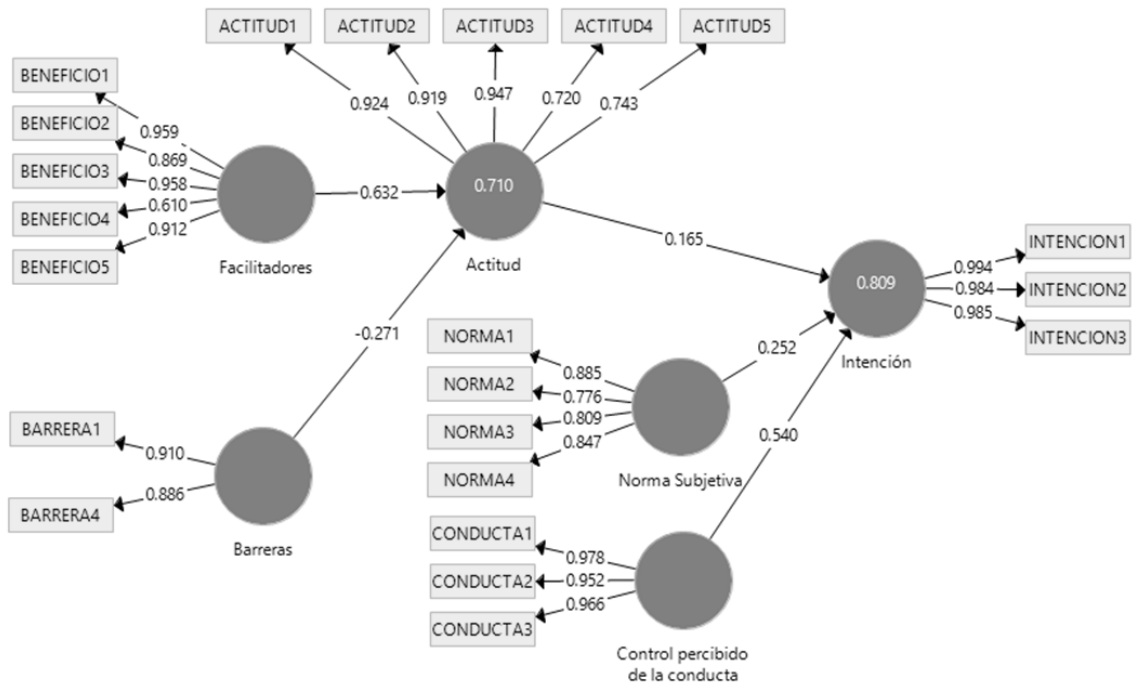 ACTITUD1
ACTITUD2
ACTITUD3
ACTITUD4
ACTITUD5
0.924
0.919
0.947
0.720
0.743
BENEFICIO1
BENEFICIO2
BENEFICIO3
BENEFICIO4
BENEFICIO5
0.959
0.869
0.958
0.610
0.912
Facilitadores
0.632
0.710
Actitud
0.165
-0.271
BARRERA1
BARRERA4
0.910
0.886
Barreras
NORMA1
NORMA2
NORMA3
NORMA4
0.885
0.776
0.809
0.847
Norma Subjetiva
0.252
CONDUCTA1
CONDUCTA2
CONDUCTA3
0.978
0.952
0.966
Control percibido
de la conducta
0.540
0.809
Intención
0.994
0.984
0.985
INTENCION1
INTENCION2
INTENCION3